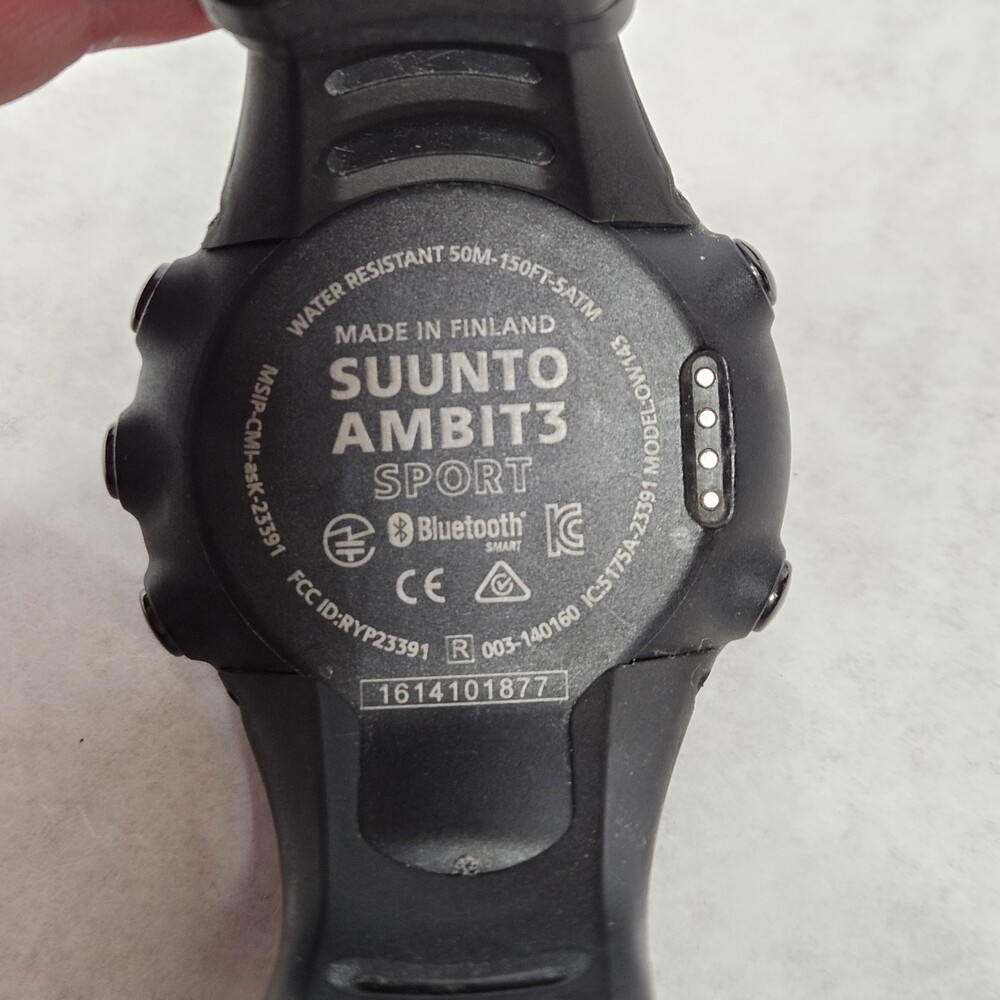 WATER RESISTANT 50M-150FT-5ATM
MADE IN FINLAND
SUUNTO
AMBIT3
SPORT
Bluetooth®
SMART
CE
MSIP-CMI-asK-23391
FCC ID:RYP23391
R 003-140160
IC:5175A-23391 MODEL:OW143
1614101877